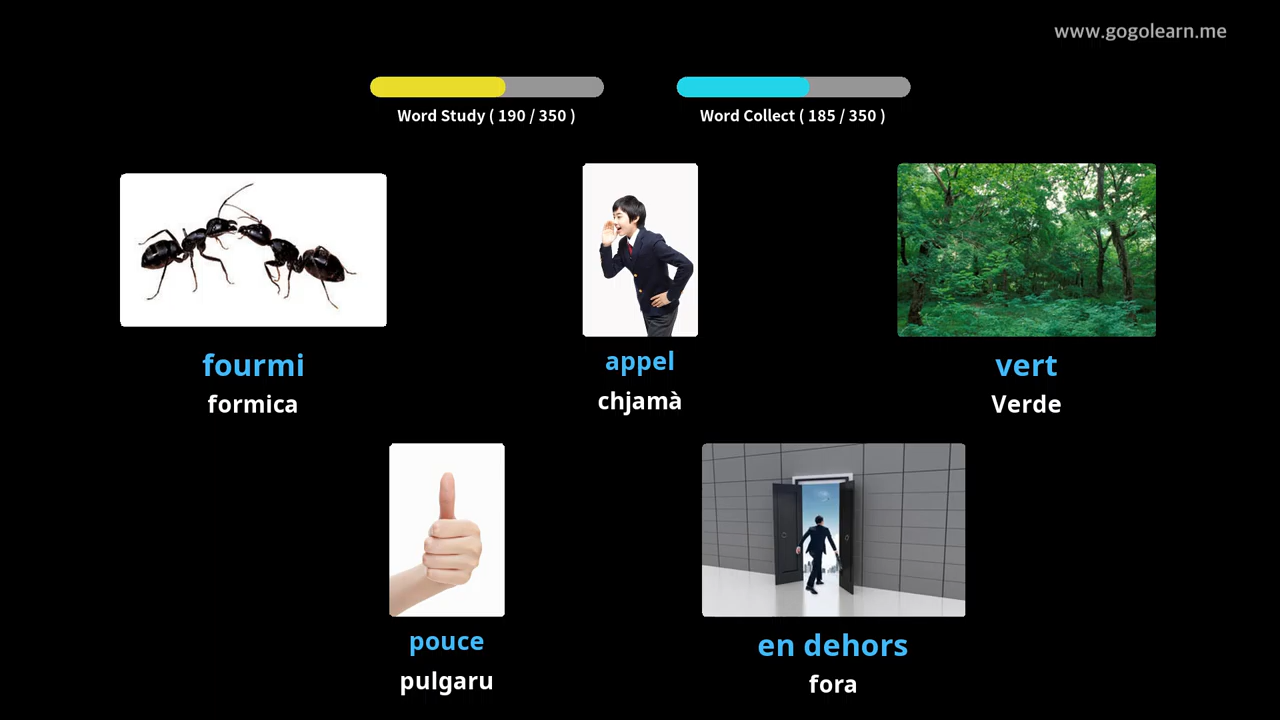 www.gogolearn.me
Word Study ( 190 / 350 )
Word Collect ( 185 / 350 )
fourmi
formica
appel
chjamà
vert
Verde
pouce
pulgaru
en dehors
fora